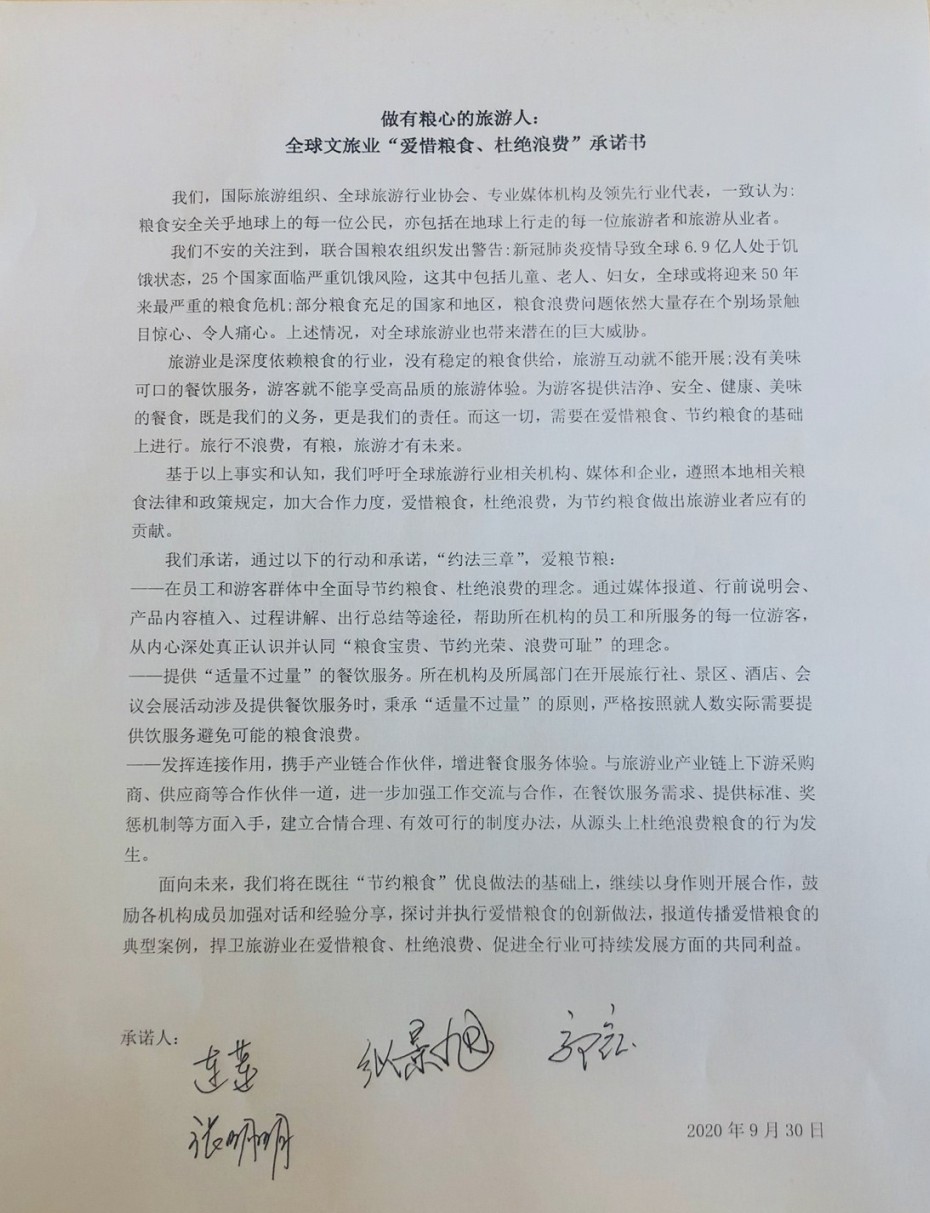 做有粮心的旅游人：
全球文旅业“爱惜粮食、杜绝浪费”承诺书
我们，国际旅游组织、全球旅游行业协会、专业媒体机构及领先行业代表，一致认为:
粮食安全关乎地球上的每一位公民，亦包括在地球上行走的每一位旅游者和旅游从业者。
我们不安的关注到，联合国粮农组织发出警告:新冠肺炎疫情导致全球 6.9 亿人处于饥
饿状态，25 个国家面临严重饥饿风险，这其中包括儿童、老人、妇女，全球或将迎来 50 年
来最严重的粮食危机;部分粮食充足的国家和地区，粮食浪费问题依然大量存在个别场景触
目惊心、令人痛心。上述情况，对全球旅游业也带来潜在的巨大威胁。
旅游业是深度依赖粮食的行业，没有稳定的粮食供给，旅游互动就不能开展;没有美味
可口的餐饮服务，游客就不能享受高品质的旅游体验。为游客提供洁净、安全、健康、美味
的餐食，既是我们的义务，更是我们的责任。而这一切，需要在爱惜粮食、节约粮食的基础
上进行。旅行不浪费，有粮，旅游才有未来。
基于以上事实和认知，我们呼吁全球旅游行业相关机构、媒体和企业，遵照本地相关粮
食法律和政策规定，加大合作力度，爱惜粮食，杜绝浪费，为节约粮食做出旅游业者应有的
贡献。
我们承诺，通过以下的行动和承诺，“约法三章”，爱粮节粮：
——在员工和游客群体中全面导节约粮食、杜绝浪费的理念。通过媒体报道、行前说明会、
产品内容植入、过程讲解、出行总结等途径，帮助所在机构的员工和所服务的每一位游客，
从内心深处真正认识并认同“粮食宝贵、节约光荣、浪费可耻”的理念。
——提供“适量不过量”的餐饮服务。所在机构及所属部门在开展旅行社、景区、酒店、会
议会展活动涉及提供餐饮服务时，秉承“适量不过量”的原则，严格按照就人数实际需要提
供饮服务避免可能的粮食浪费。
——发挥连接作用，携手产业链合作伙伴，增进餐食服务体验。与旅游业产业链上下游采购
商、供应商等合作伙伴一道，进一步加强工作交流与合作，在餐饮服务需求、提供标准、奖
惩机制等方面入手，建立合情合理、有效可行的制度办法，从源头上杜绝浪费粮食的行为发
生。
面向未来，我们将在既往“节约粮食”优良做法的基础上，继续以身作则开展合作，鼓
励各机构成员加强对话和经验分享，探讨并执行爱惜粮食的创新做法，报道传播爱惜粮食的
典型案例，捍卫旅游业在爱惜粮食、杜绝浪费、促进全行业可持续发展方面的共同利益。
承诺人：
张明明
2020 年 9 月 30 日